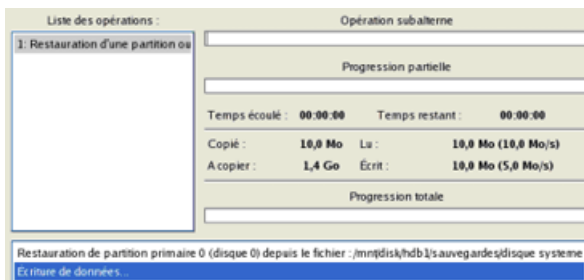 Liste des opérations :
1: Restauration d'une partition ou
Opération subalterne
Progression partielle
Temps écoulé : 00:00:00 Temps restant : 00:00:00
Copié : 10,0 Mo Lu : 10,0 Mo (10,0 Mo/s)
A copier : 1,4 Go Écrit : 10,0 Mo (5,0 Mo/s)
Progression totale
Restauration de partition primaire 0 (disque 0) depuis le fichier :/mnt/disk/hdb1/sauvegardes/disque systeme
Ecriture de données...